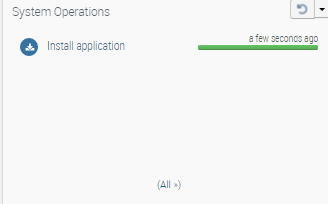 System Operations
Install application
a few seconds ago
(All »)